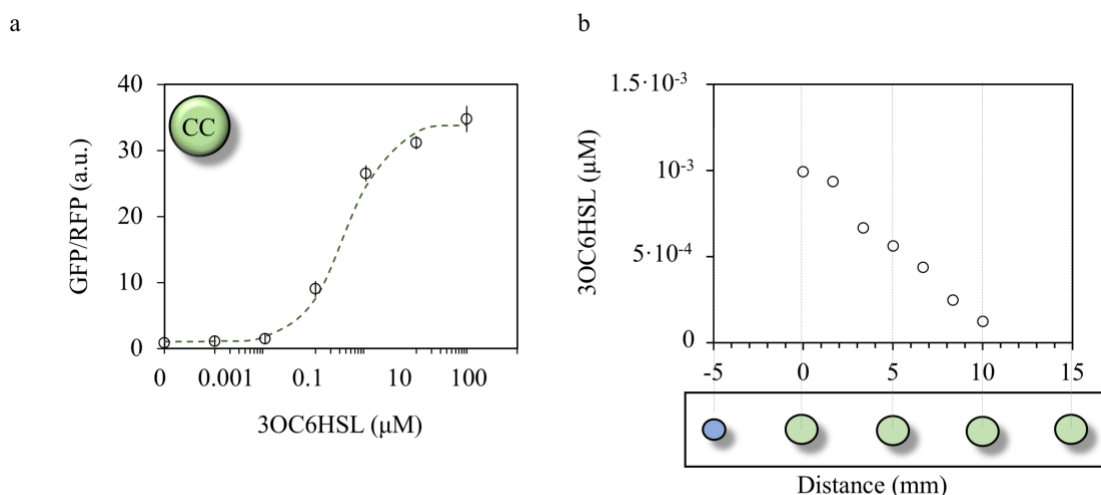 a
40
30
20
10
0
GFP/RFP (a.u.)
CC
0 0.001 0.1 10 100
3OC6HSL (μM)
b
1.5·10⁻³
10⁻³
5·10⁻⁴
0
3OC6HSL (μM)
-5 0 5 10 15
Distance (mm)